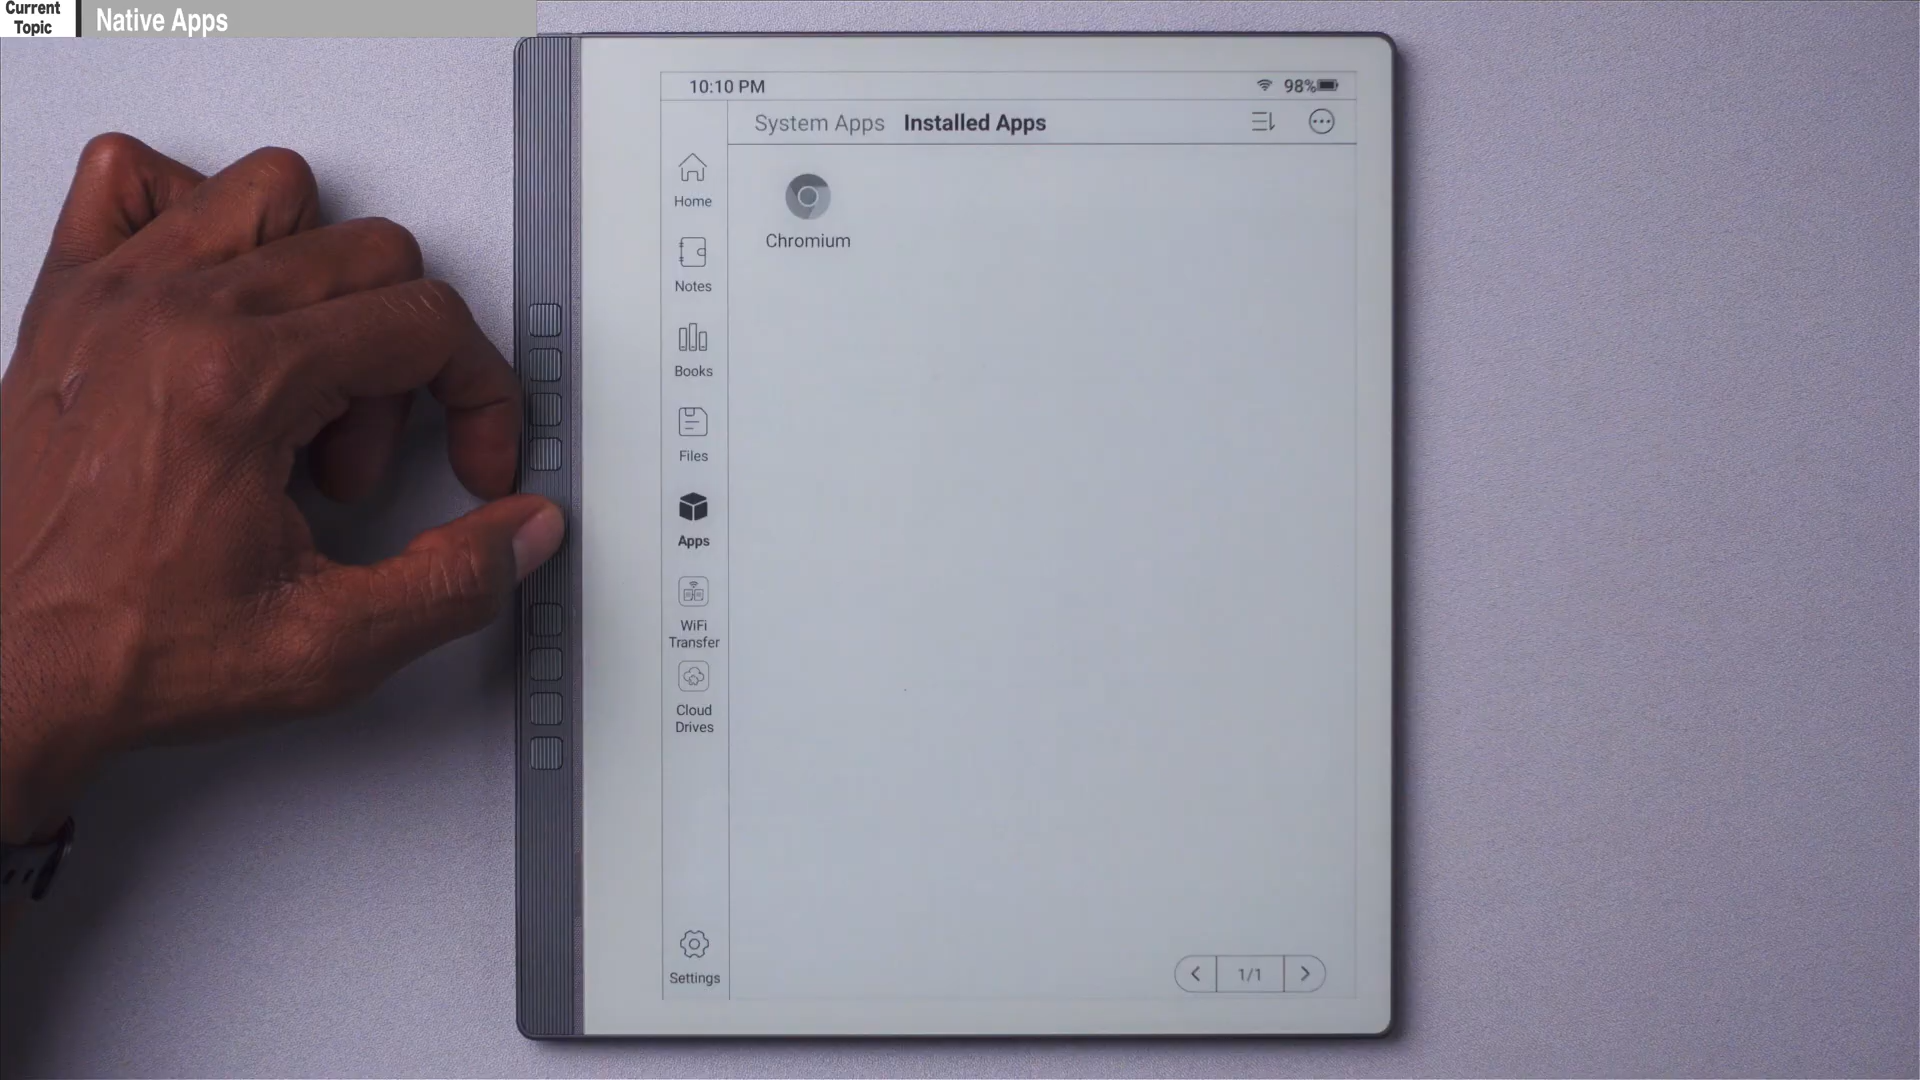 Current
Topic
Native Apps
10:10 PM
98%
System Apps Installed Apps
Home
Notes
Books
Files
Apps
WiFi
Transfer
Cloud
Drives
Settings
Chromium
1/1